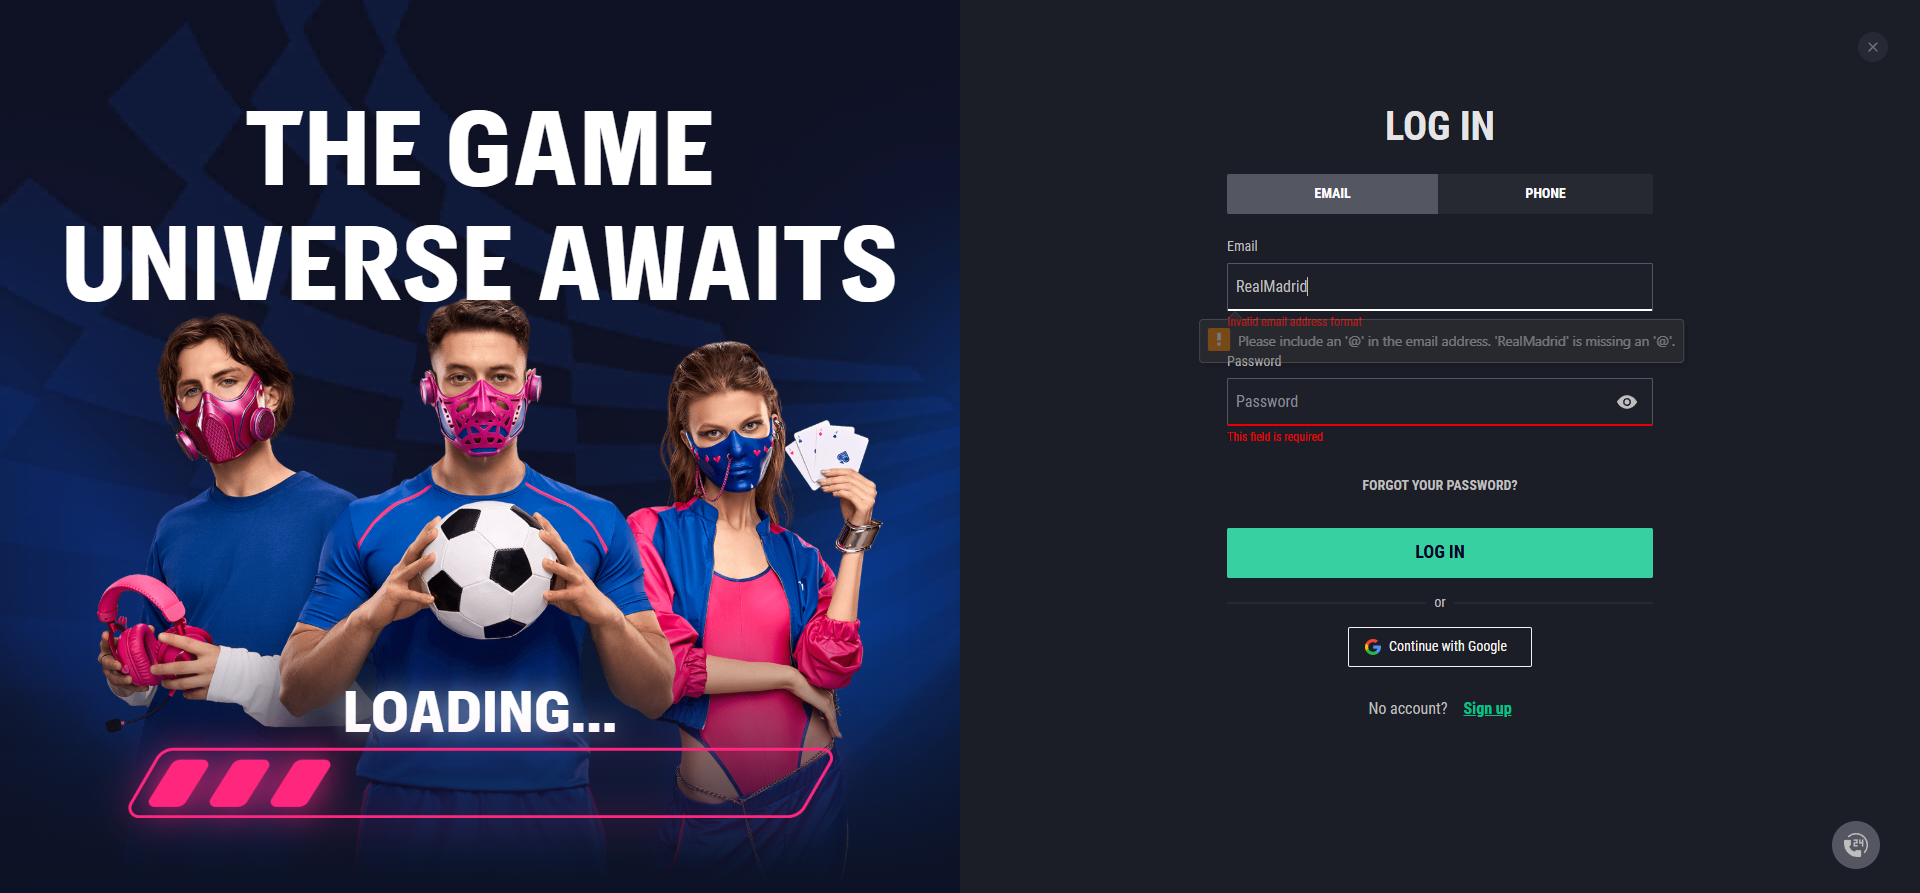 THE GAME
UNIVERSE AWAITS
LOADING...
LOG IN
EMAIL
PHONE
Email
RealMadrid
Invalid email address format
Please include an '@' in the email address. 'RealMadrid' is missing an '@'.
Password
Password
This field is required
FORGOT YOUR PASSWORD?
LOG IN
or
Continue with Google
No account? Sign up
24